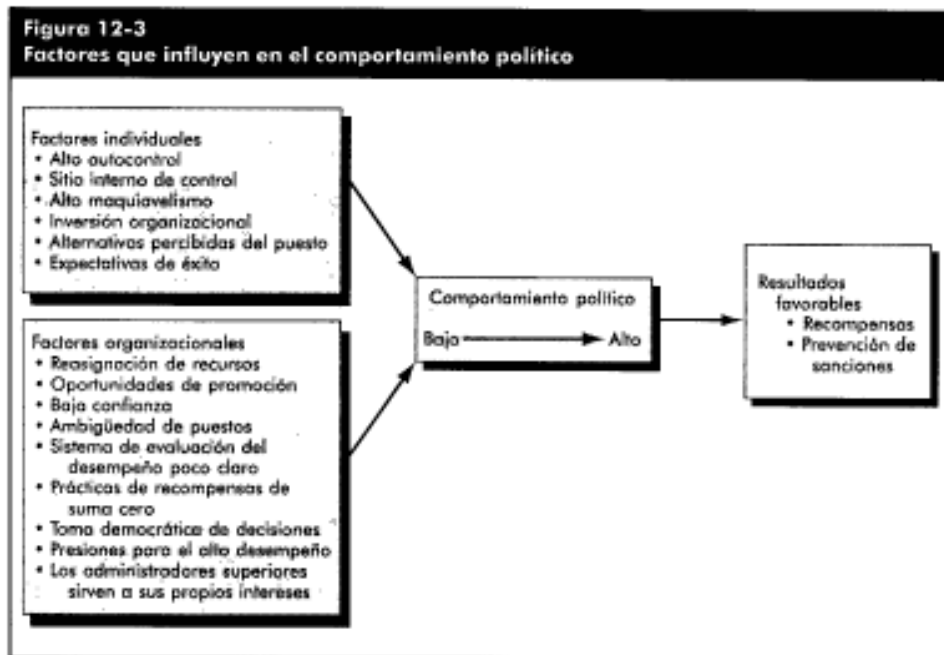 Figura 12-3
Factores que influyen en el comportamiento político
Factores individuales
• Alto autocontrol
• Sitio interno de control
• Alto maquiavelismo
• Inversión organizacional
• Alternativas percibidas del puesto
• Expectativas de éxito
Factores organizacionales
• Reasignación de recursos
• Oportunidades de promoción
• Baja confianza
• Ambigüedad de puestos
• Sistema de evaluación del
desempeño poco claro
• Prácticas de recompensas de
suma cero
• Toma democrática de decisiones
• Presiones para el alto desempeño
• Los administradores superiores
sirven a sus propios intereses
Comportamiento político
Bajo Alto
Resultados
favorables
• Recompensas
• Prevención de
sanciones